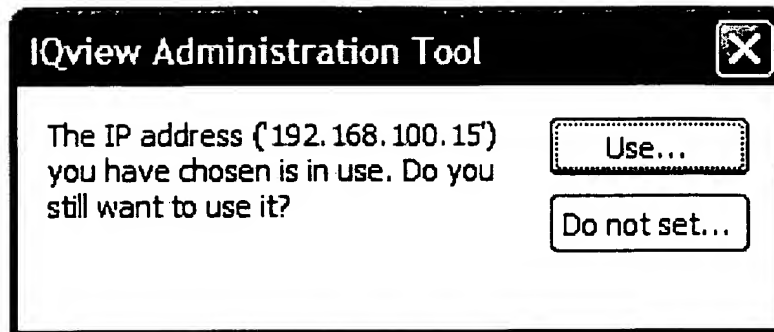 IQview Administration Tool
The IP address ('192.168.100.15')
you have chosen is in use. Do you
still want to use it?
Use...
Do not set...